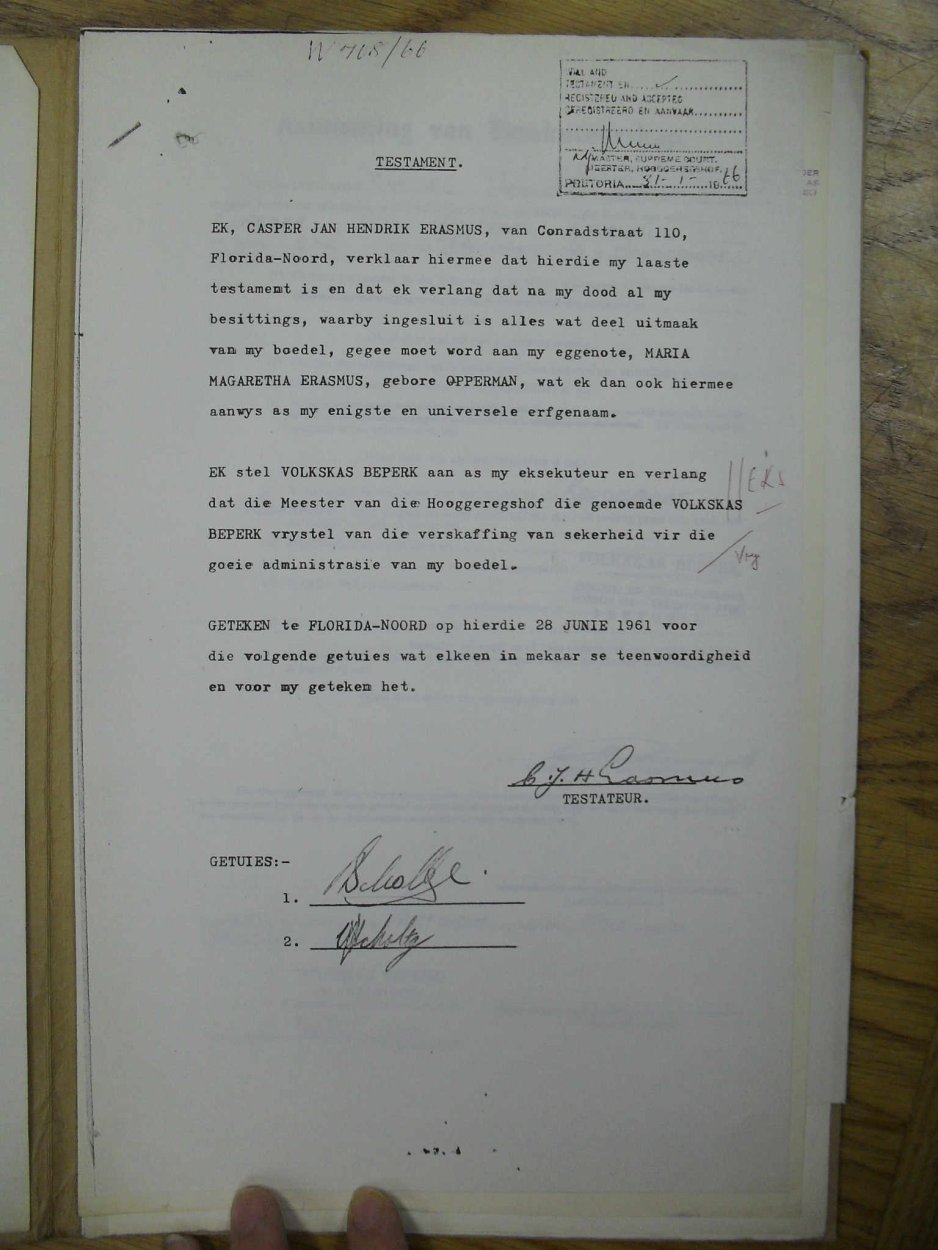 W 768/66
WILL AND
TESTAMENT EN
REGISTERED AND ACCEPTED
GEREGISTREERD EN AANVAAR
MASTER, SUPREME COURT.
MEESTER, HOOGGEREGSHOF.
PRETORIA 31-1-1966
TESTAMENT.
EK, CASPER JAN HENDRIK ERASMUS, van Conradstraat 110,
Florida-Noord, verklaar hiermee dat hierdie my laaste
testament is en dat ek verlang dat na my dood al my
besittings, waarby ingesluit is alles wat deel uitmaak
van my boedel, gegee moet word aan my eggenote, MARIA
MAGARETHA ERASMUS, gebore OPPERMAN, wat ek dan ook hiermee
aanwys as my enigste en universele erfgenaam.
EK stel VOLKSKAS BEPERK aan as my eksekuteur en verlang
EKS
dat die Meester van die Hooggeregshof die genoemde VOLKSKAS
BEPERK vrystel van die verskaffing van sekerheid vir die
Vry
goeie administrasie van my boedel.
GETEKEN te FLORIDA-NOORD op hierdie 28 JUNIE 1961 voor
die volgende getuies wat elkeen in mekaar se teenwoordigheid
en voor my geteken het.
C. J. H Erasmus
TESTATEUR.
GETUIES:-
1.
2. Scholtz